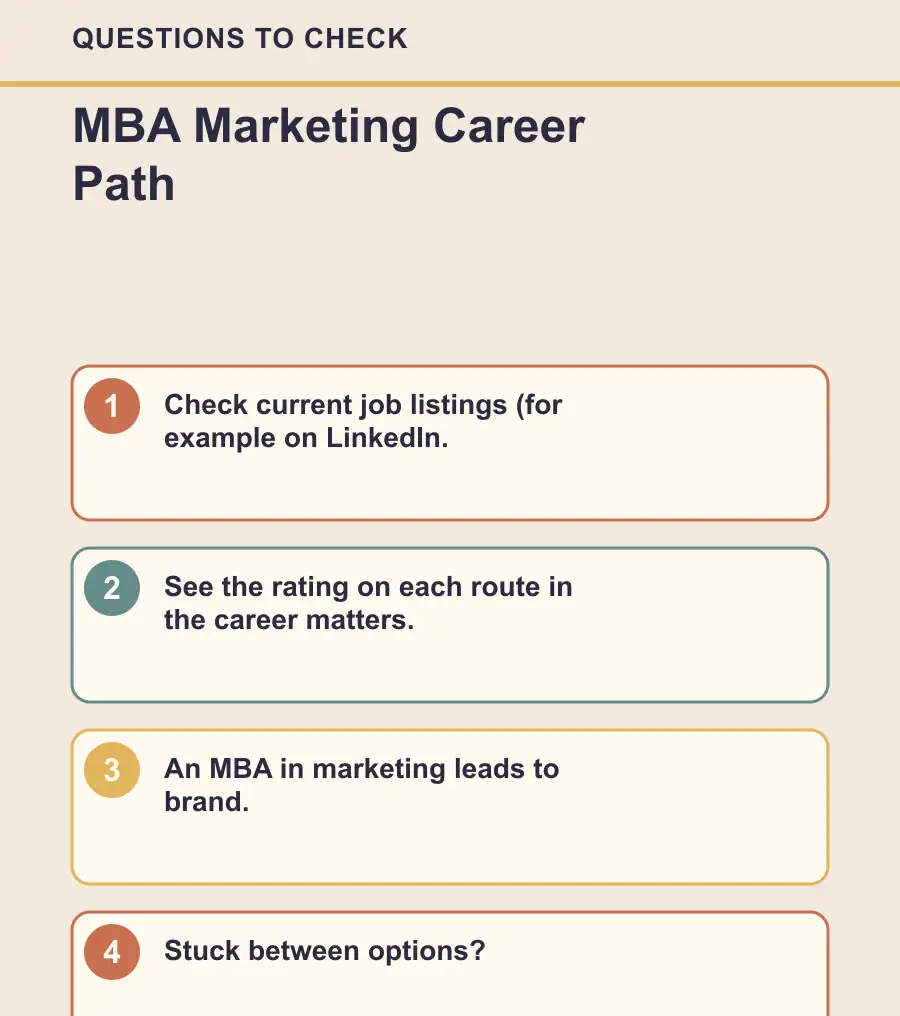 QUESTIONS TO CHECK
MBA Marketing Career
Path
1
Check current job listings (for
example on LinkedIn.
2
See the rating on each route in
the career matters.
3
An MBA in marketing leads to
brand.
4
Stuck between options?